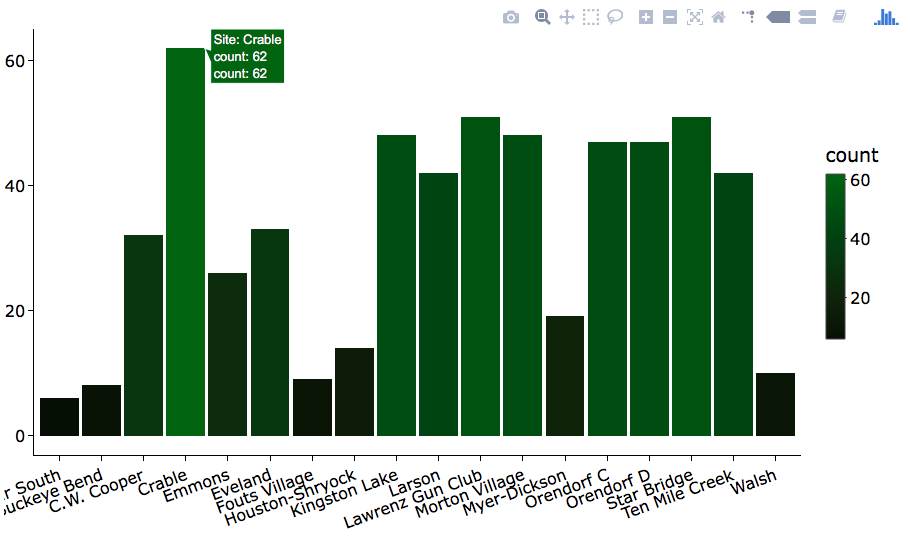 Site: Crable
count: 62
count: 62
60
40
20
0
count
60
40
20
South
Bend
C.W. Cooper
Crable
Emmons
Eveland
Fouts Village
Houston-Shryock
Kingston Lake
Larson
Lawrenz Gun Club
Morton Village
Myer-Dickson
Orendorf C
Orendorf D
Star Bridge
Ten Mile Creek
Walsh